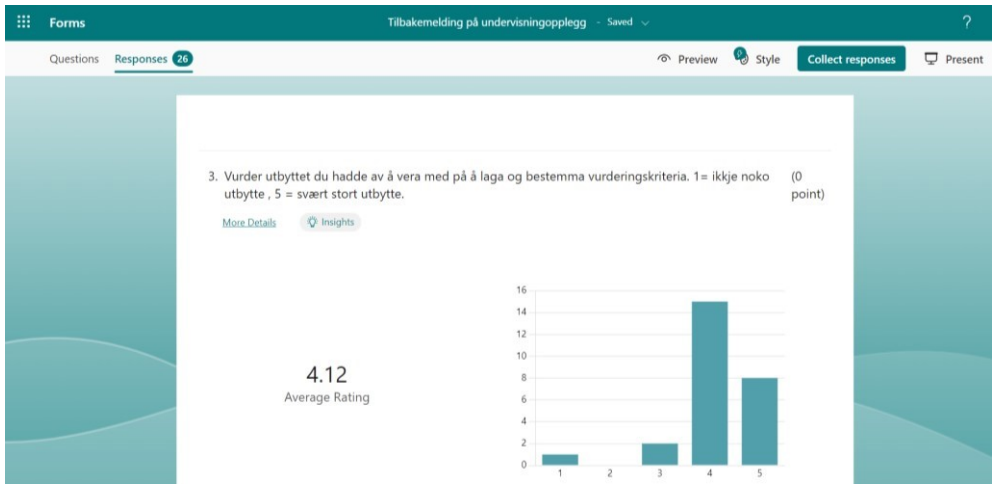 Forms
Tilbakemelding på undervisningopplegg - Saved
?
Questions
Responses 26
Preview
Style
Collect responses
Present
3. Vurder utbyttet du hadde av å vera med på å laga og bestemma vurderingskriteria. 1= ikkje noko
utbytte , 5 = svært stort utbytte.
(0
point)
More Details
Insights
4.12
Average Rating
16
14
12
10
8
6
4
2
0
1 2 3 4 5